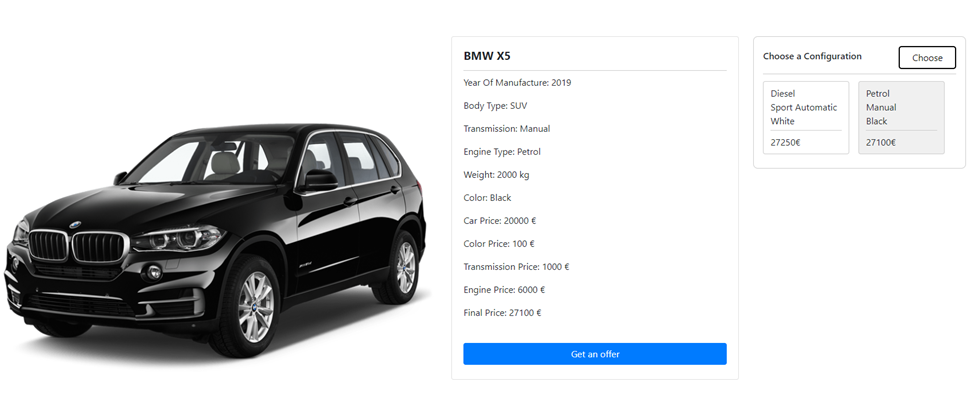 BMW X5
Year Of Manufacture: 2019
Body Type: SUV
Transmission: Manual
Engine Type: Petrol
Weight: 2000 kg
Color: Black
Car Price: 20000 €
Color Price: 100 €
Transmission Price: 1000 €
Engine Price: 6000 €
Final Price: 27100 €
Get an offer
Choose a Configuration
Choose
Diesel
Sport Automatic
White
27250€
Petrol
Manual
Black
27100€